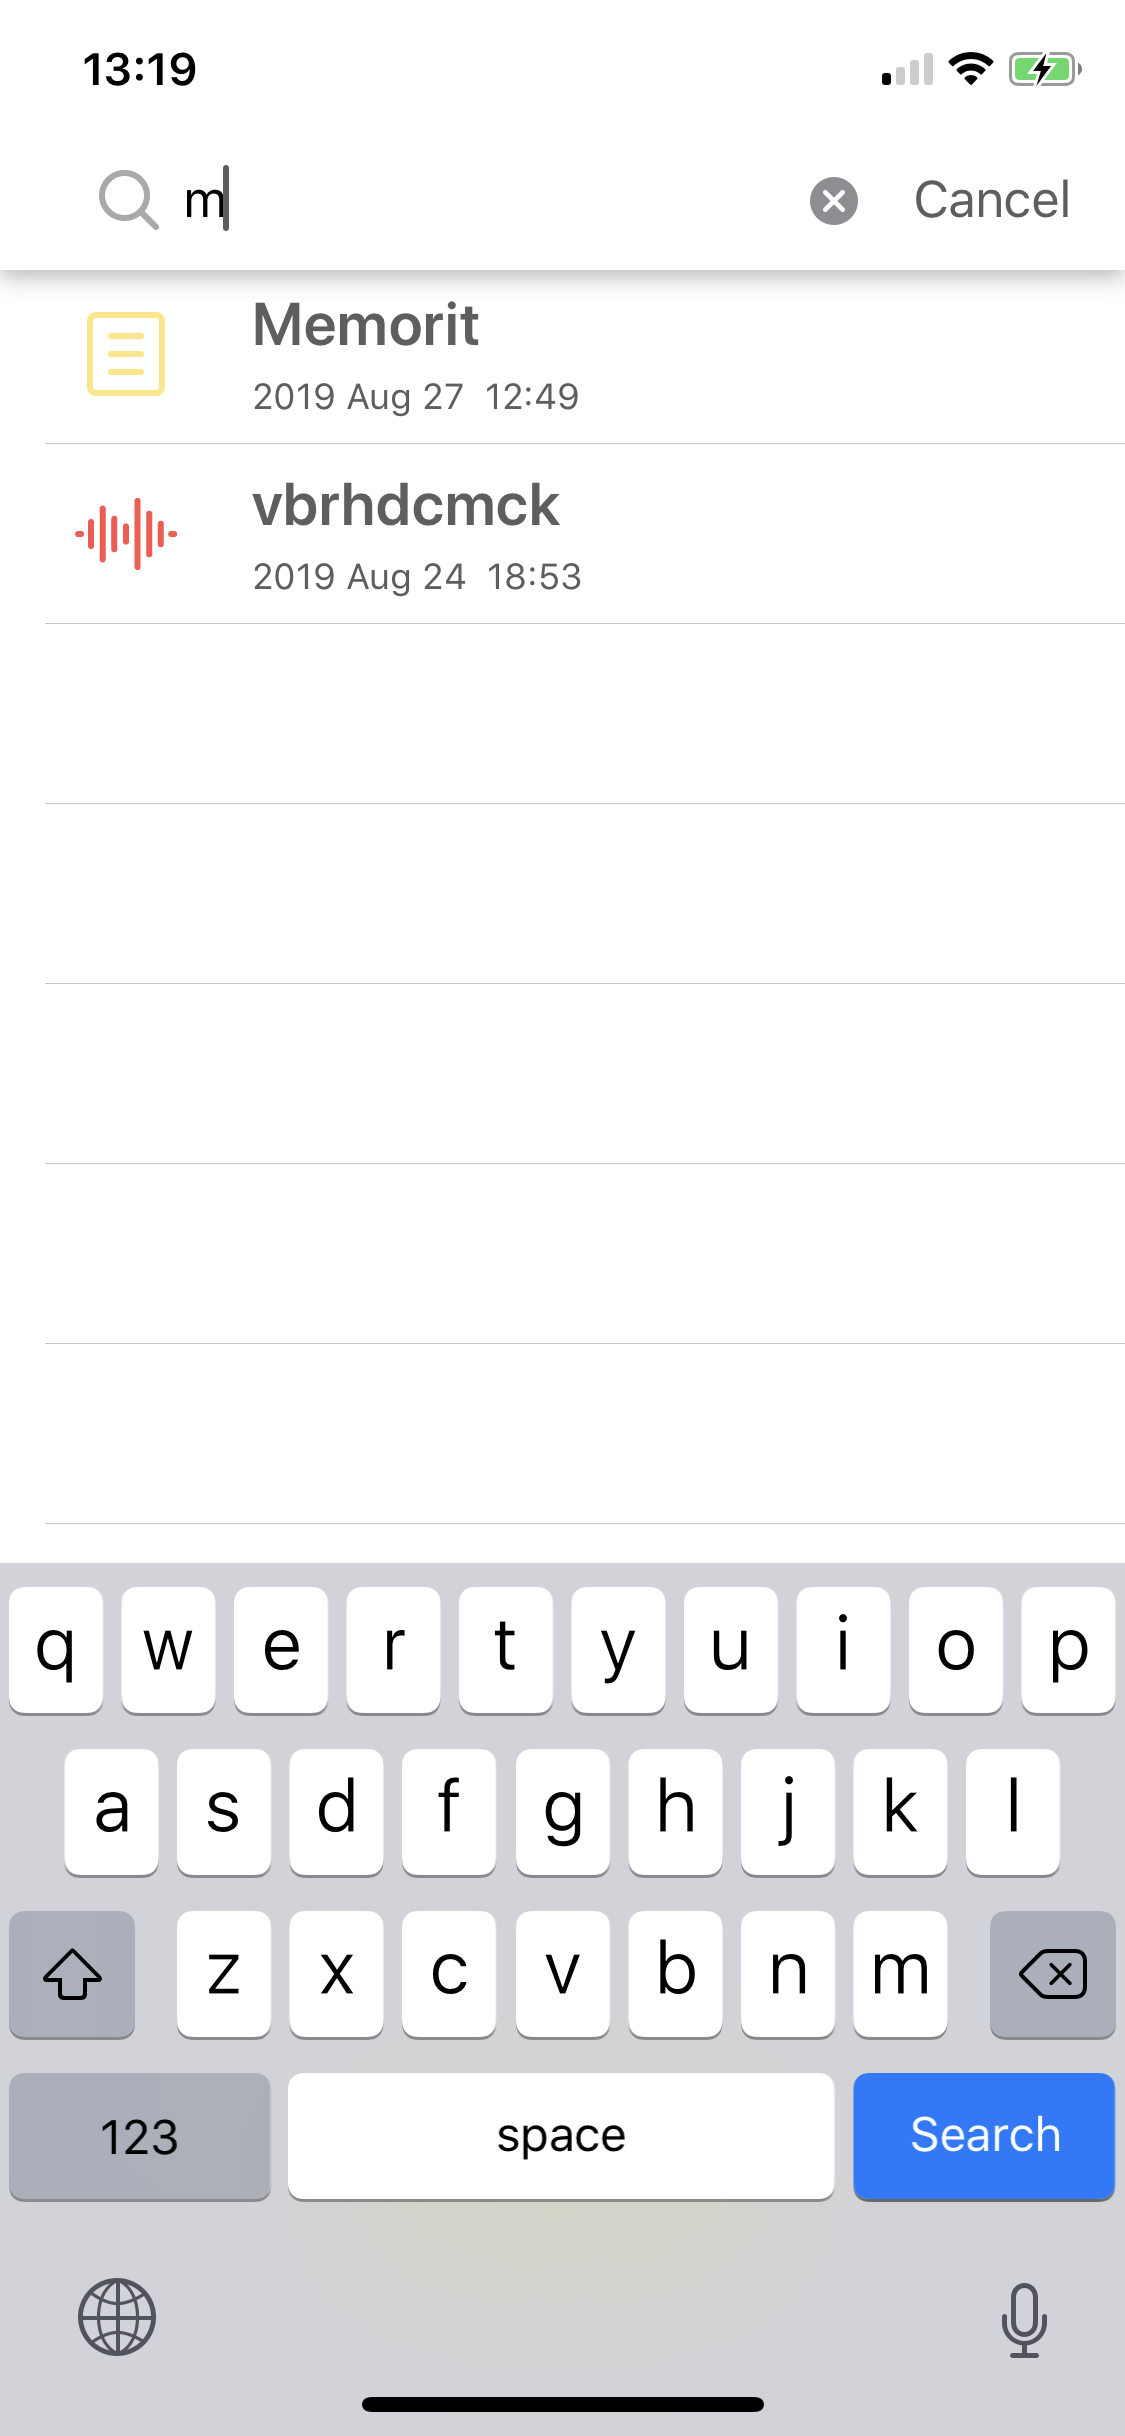 13:19
m
Cancel
Memorit
2019 Aug 27 12:49
vbrhdcmck
2019 Aug 24 18:53
q w e r t y u i o p
a s d f g h j k l
z x c v b n m
123 space Search